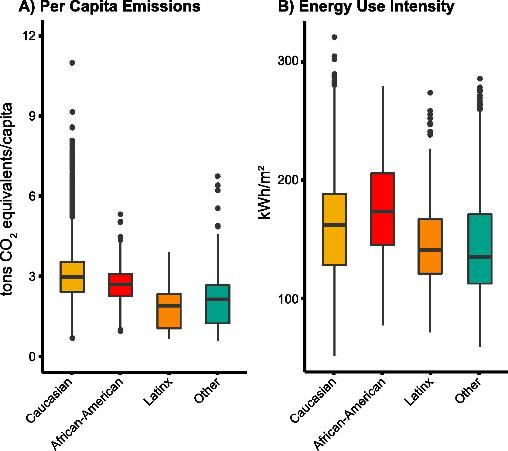 A) Per Capita Emissions
tons CO₂ equivalents/capita
12
9
6
3
0
Caucasian
African-American
Latinx
Other
B) Energy Use Intensity
kWh/m²
300
200
100
Caucasian
African-American
Latinx
Other